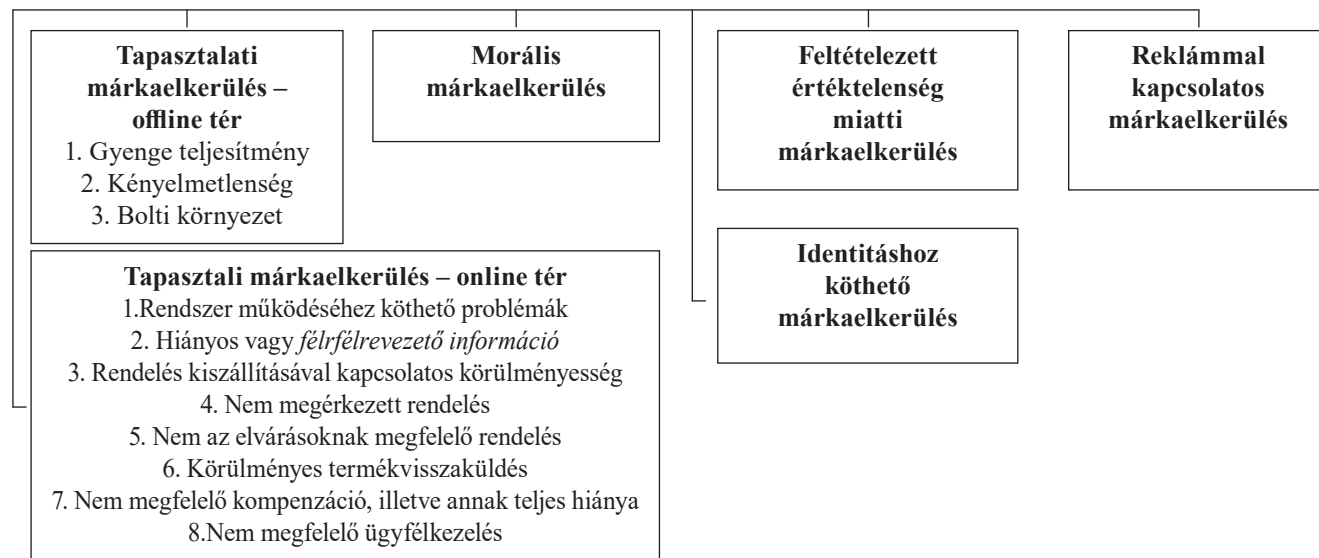 Tapasztalati
márkaelkerülés –
offline tér
1. Gyenge teljesítmény
2. Kényelmetlenség
3. Bolti környezet
Morális
márkaelkerülés
Feltételezett
értéktelenség
miatti
márkaelkerülés
Reklámmal
kapcsolatos
márkaelkerülés
Tapasztali márkaelkerülés – online tér
1.Rendszer működéséhez köthető problémák
2. Hiányos vagy félrfélrevezető információ
3. Rendelés kiszállításával kapcsolatos körülményesség
4. Nem megérkezett rendelés
5. Nem az elvárásoknak megfelelő rendelés
6. Körülményes termékvisszaküldés
7. Nem megfelelő kompenzáció, illetve annak teljes hiánya
8.Nem megfelelő ügyfélkezelés
Identitáshoz
köthető
márkaelkerülés